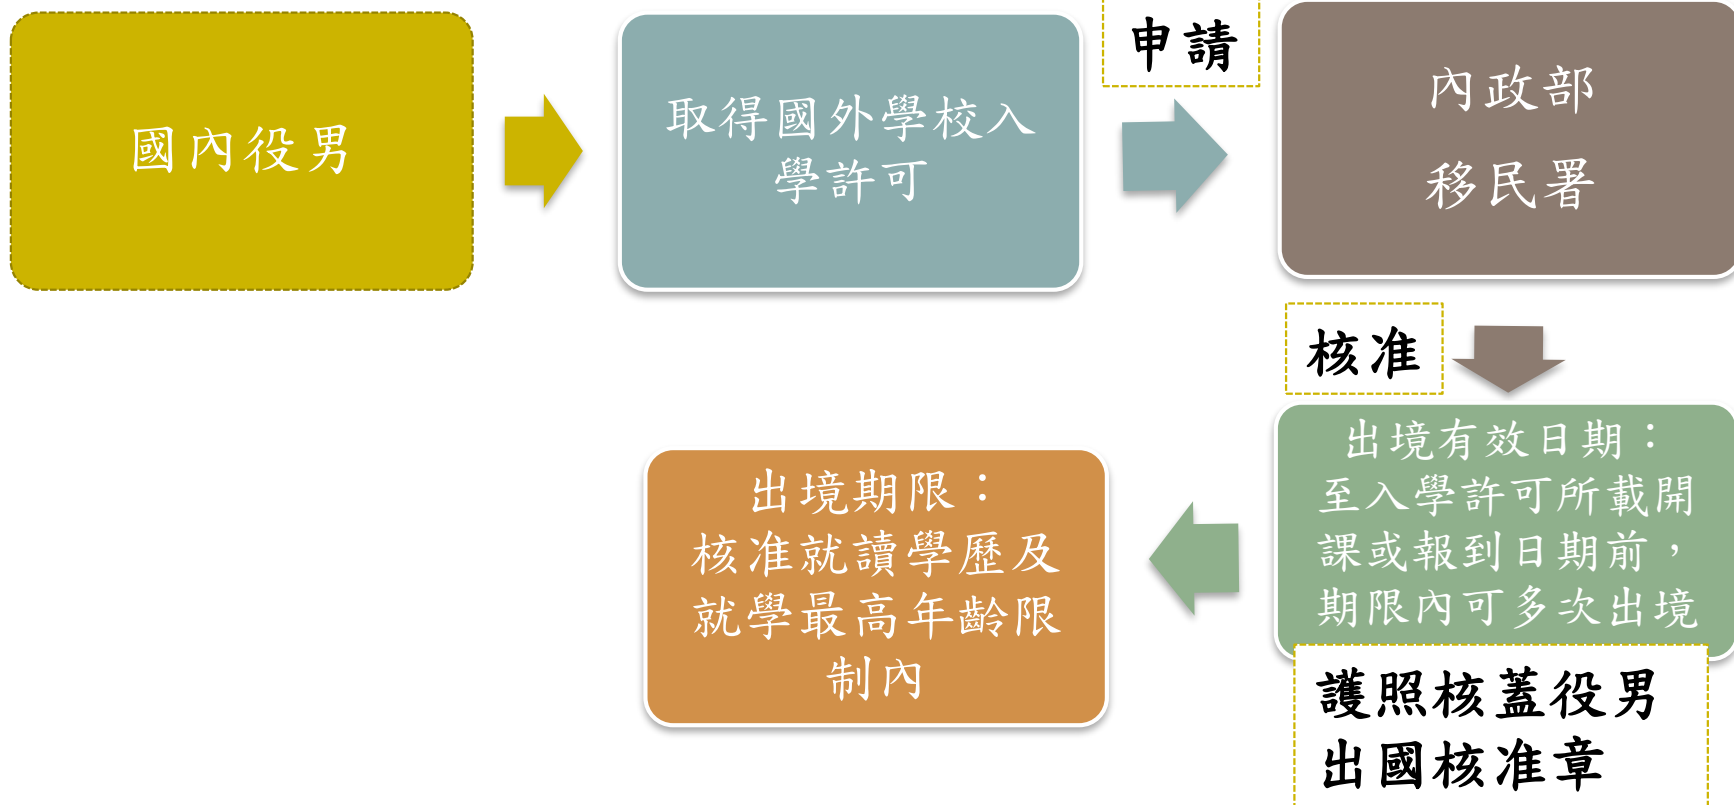 國內役男
取得國外學校入
學許可
申請
內政部
移民署
核准
出境有效日期：
至入學許可所載開
課或報到日期前，
期限內可多次出境
護照核蓋役男
出國核准章
出境期限：
核准就讀學歷及
就學最高年齡限
制內